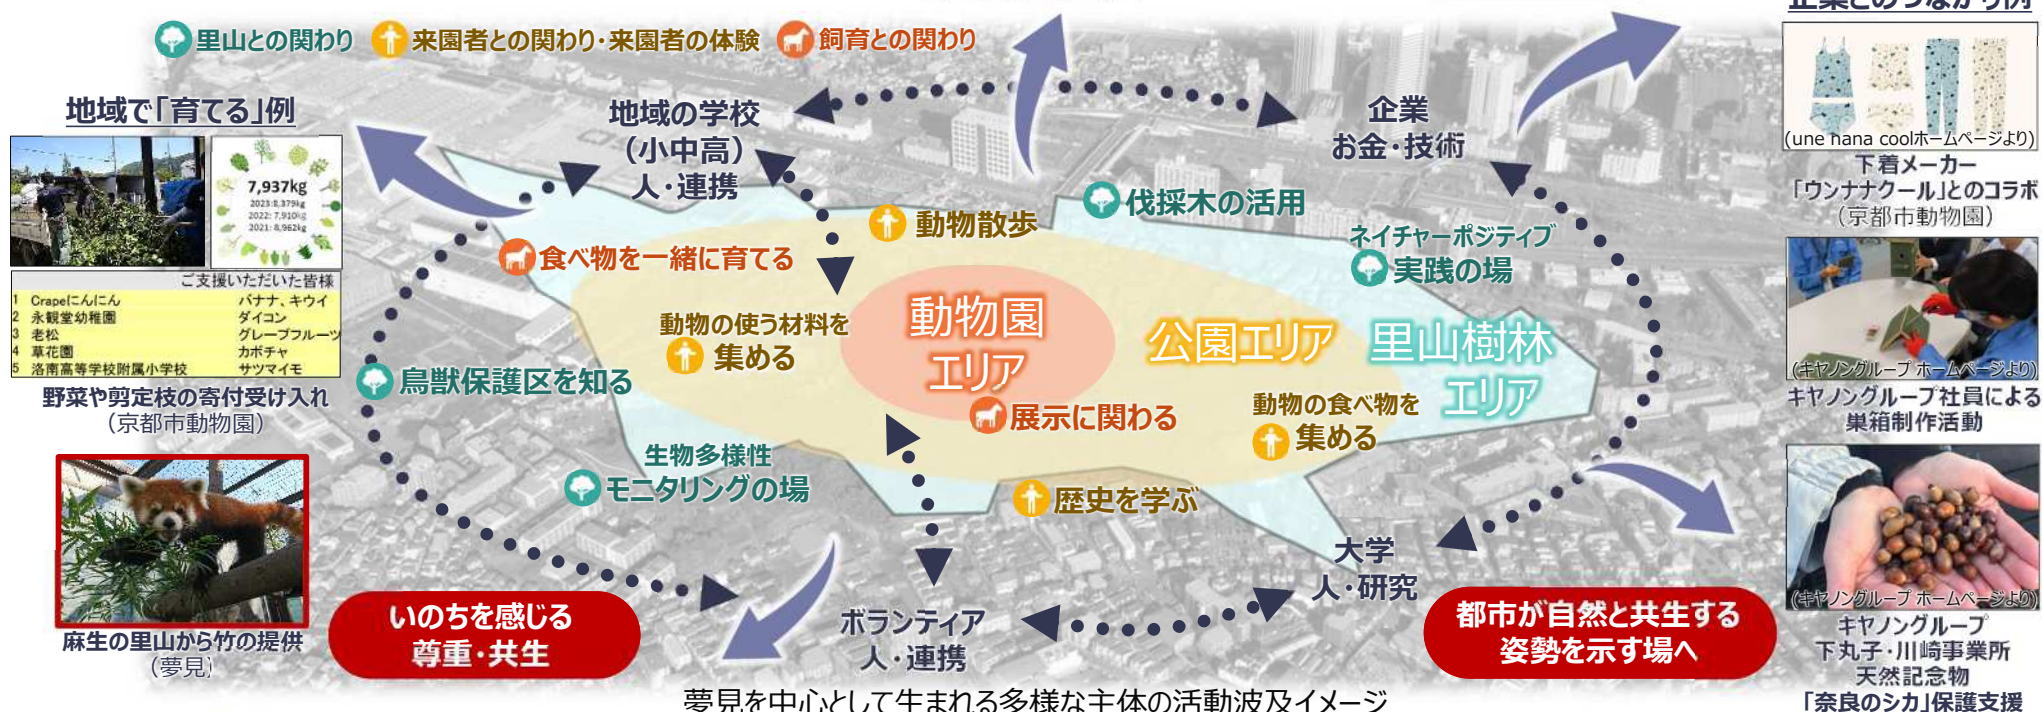 企業とのつながり例
里山との関わり 来園者との関わり・来園者の体験 飼育との関わり
地域で「育てる」例
7,937kg
2023:8,379kg
2022: 7,910kg
2021: 8,962kg
ご支援いただいた皆様
1 Crapeにんにん バナナ、キウイ
2 永観堂幼稚園 ダイコン
3 老松 グレープフルーツ
4 草花園 カボチャ
5 洛南高等学校附属小学校 サツマイモ
野菜や剪定枝の寄付受け入れ
(京都市動物園)
麻生の里山から竹の提供
(夢見)
地域の学校
(小中高)
人・連携
企業
お金・技術
伐採木の活用
動物散歩
ネイチャーポジティブ
実践の場
食べ物を一緒に育てる
動物の使う材料を
集める
動物園
エリア
公園エリア
里山樹林
エリア
鳥獣保護区を知る
展示に関わる
動物の食べ物を
集める
生物多様性
モニタリングの場
歴史を学ぶ
大学
人・研究
ボランティア
人・連携
いのちを感じる
尊重・共生
都市が自然と共生する
姿勢を示す場へ
夢見を中心として生まれる多様な主体の活動波及イメージ
(une nana coolホームページより)
下着メーカー
「ウンナナクール」とのコラボ
(京都市動物園)
(キヤノングループ ホームページより)
キヤノングループ社員による
巣箱制作活動
(キヤノングループ ホームページより)
キヤノングループ
下丸子・川崎事業所
天然記念物
「奈良のシカ」保護支援